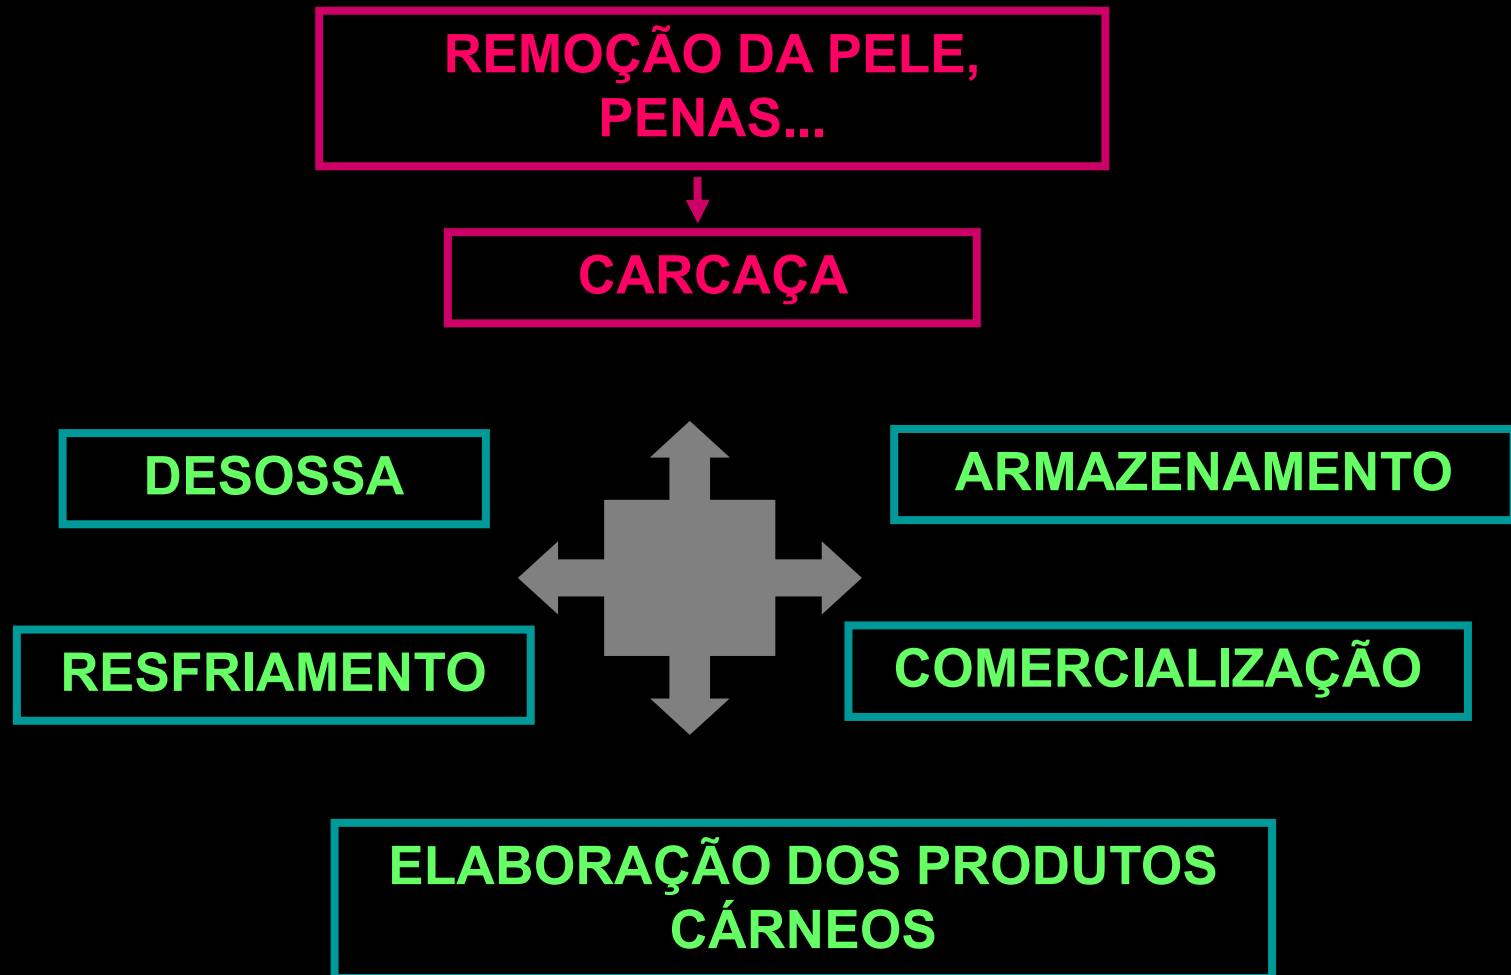 REMOÇÃO DA PELE,
PENAS...
CARCAÇA
DESOSSA
ARMAZENAMENTO
RESFRIAMENTO
COMERCIALIZAÇÃO
ELABORAÇÃO DOS PRODUTOS
CÁRNEOS